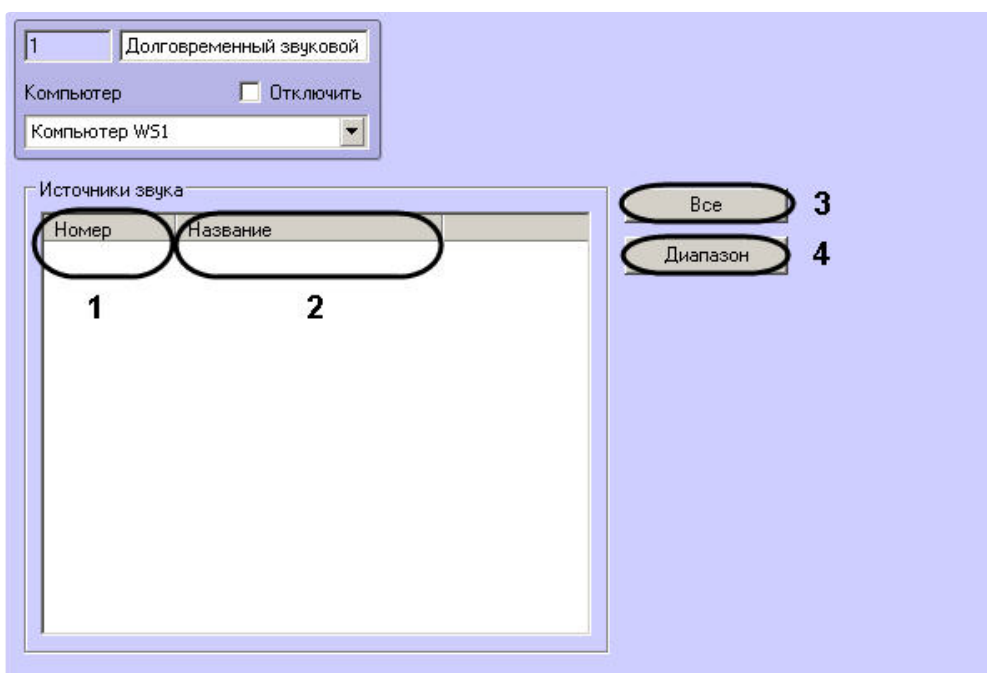 1 Долговременный звуковой
Компьютер Отключить
Компьютер WS1
Источники звука
Номер Название
Все 3
Диапазон 4
1 2